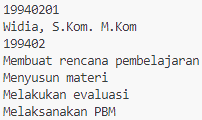 19940201
Widia, S.Kom. M.Kom
199402
Membuat rencana pembelajaran
Menyusun materi
Melakukan evaluasi
Melaksanakan PBM